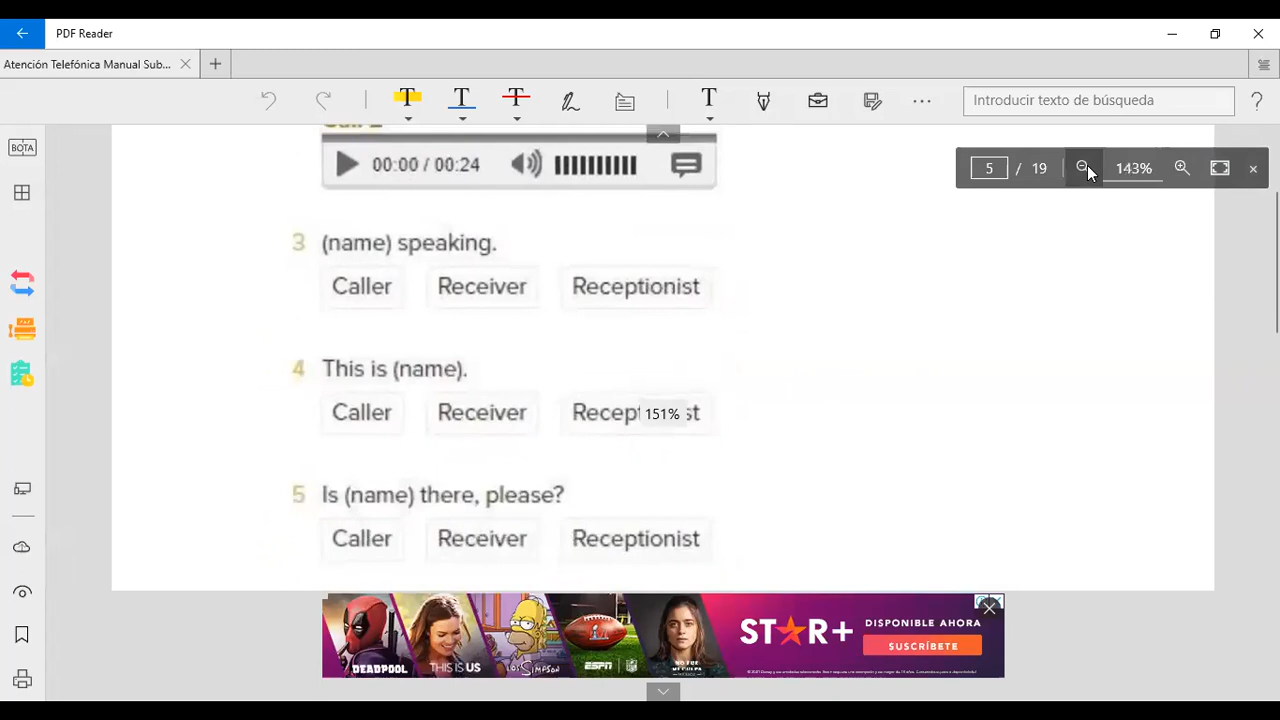 PDF Reader
Atención Telefónica Manual Sub...
Introducir texto de búsqueda
BOTA
5 / 19
143%
00:00 / 00:24
3 (name) speaking.
Caller Receiver Receptionist
4 This is (name).
Caller Receiver
151%
5 Is (name) there, please?
Caller Receiver Receptionist
DEADPOOL
THIS IS US
LOS SIMPSON
ESPN
STAR+
DISPONIBLE AHORA
SUSCRÍBETE